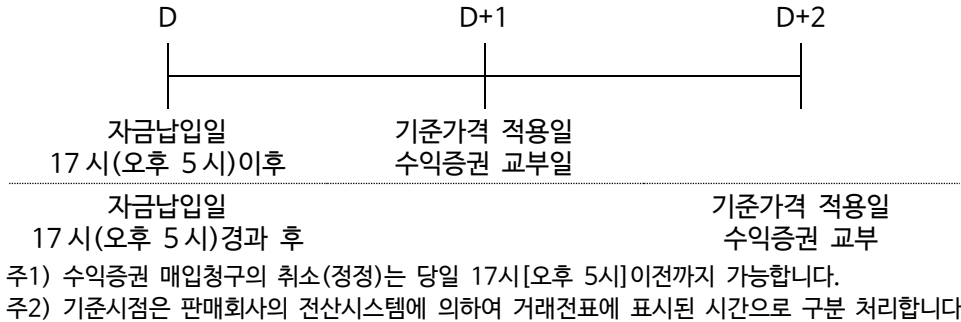 D D+1 D+2
자금납입일 기준가격 적용일
17시(오후 5시)이후 수익증권 교부일
자금납입일 기준가격 적용일
17시(오후 5시)경과 후 수익증권 교부
주1) 수익증권 매입청구의 취소(정정)는 당일 17시[오후 5시]이전까지 가능합니다.
주2) 기준시점은 판매회사의 전산시스템에 의하여 거래전표에 표시된 시간으로 구분 처리합니다